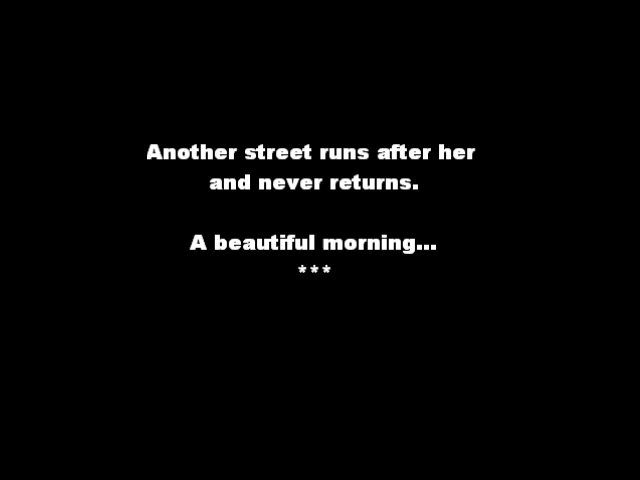 Another street runs after her
and never returns.
A beautiful morning...
***